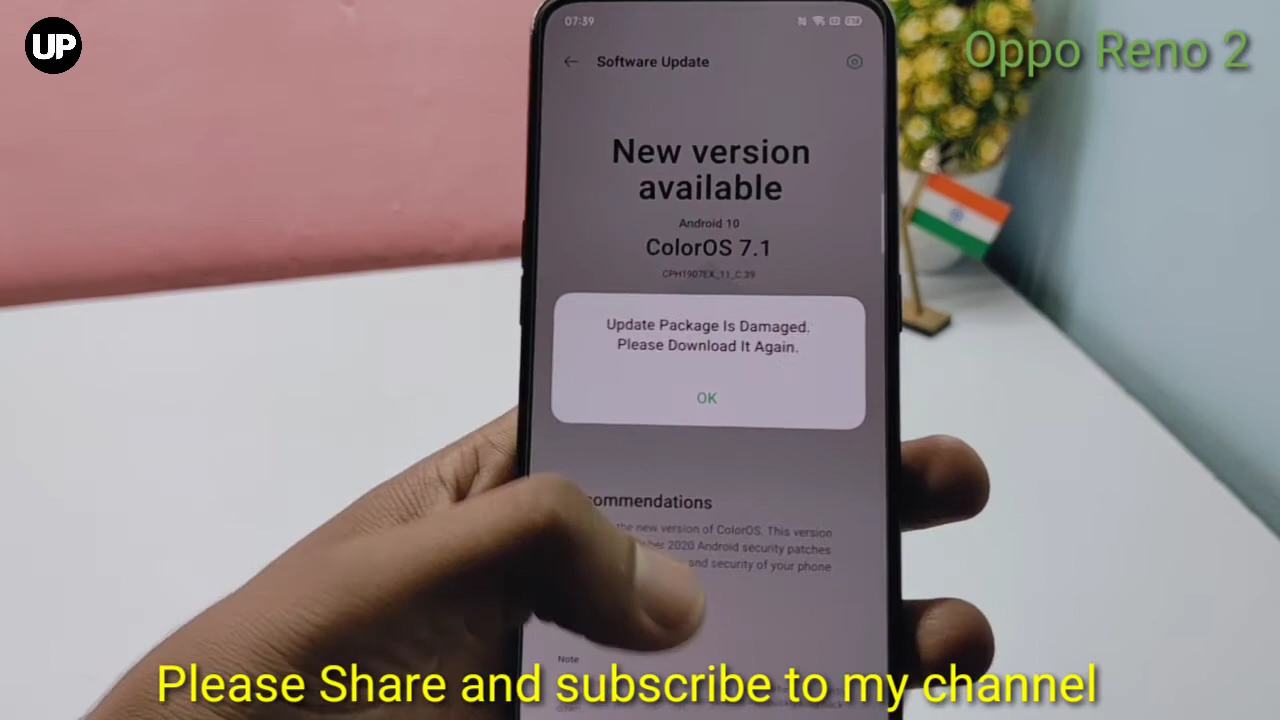 UP
07:39
Oppo Reno 2
Software Update
New version
available
Android 10
ColorOS 7.1
CPH1907EX_11_C.39
Update Package Is Damaged.
Please Download It Again.
OK
commendations
the new version of ColorOS. This version
2020 Android security patches
and security of your phone
Note
Please Share and subscribe to my channel